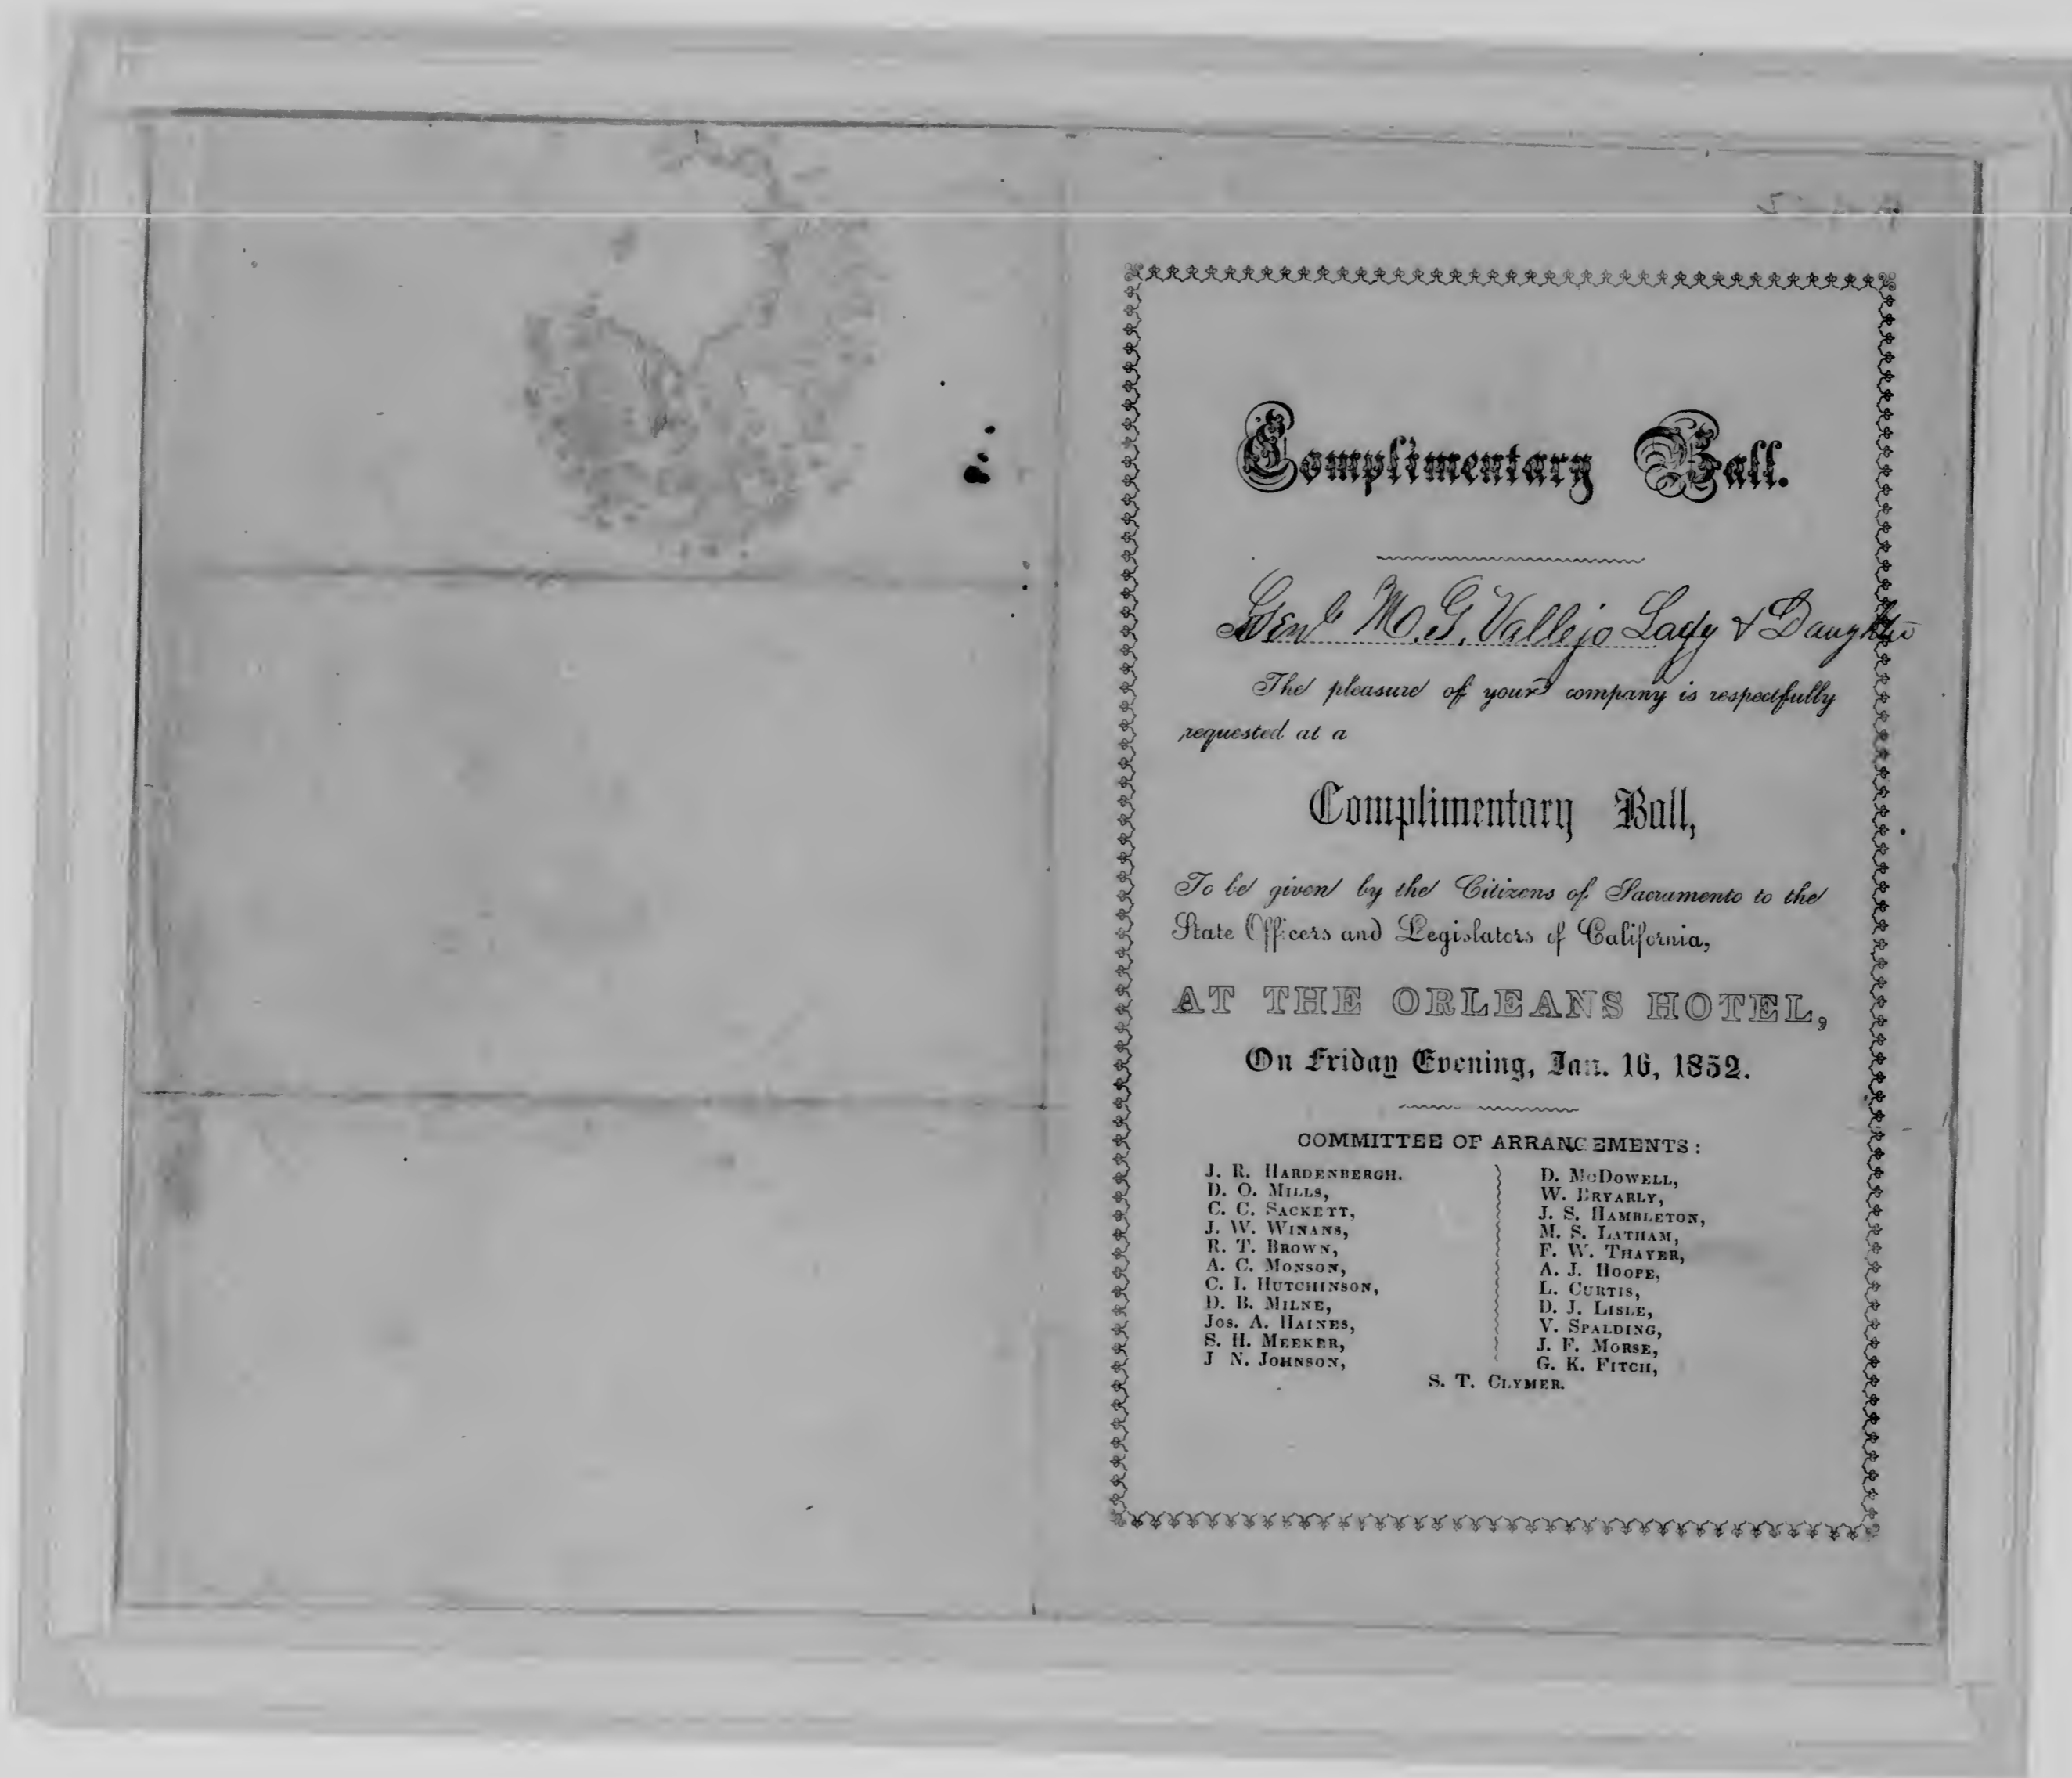 Complimentary Ball.
Genl M. G. Vallejo Lady & Daughter
The pleasure of your company is respectfully
requested at a
Complimentary Ball,
To be given by the Citizens of Sacramento to the
State Officers and Legislators of California,
AT THE ORLEANS HOTEL,
On Friday Evening, Jan. 16, 1852.
COMMITTEE OF ARRANGEMENTS:
J. R. HARDENBERGH.
D. O. MILLS,
C. C. SACKETT,
J. W. WINANS,
R. T. BROWN,
A. C. MONSON,
C. I. HUTCHINSON,
D. B. MILNE,
JOS. A. HAINES,
S. H. MEEKER,
J N. JOHNSON,
D. McDOWELL,
W. BRYARLY,
J. S. HAMBLETON,
M. S. LATHAM,
F. W. THAYER,
A. J. HOOPE,
L. CURTIS,
D. J. LISLE,
V. SPALDING,
J. F. MORSE,
G. K. FITCH,
S. T. CLYMER.